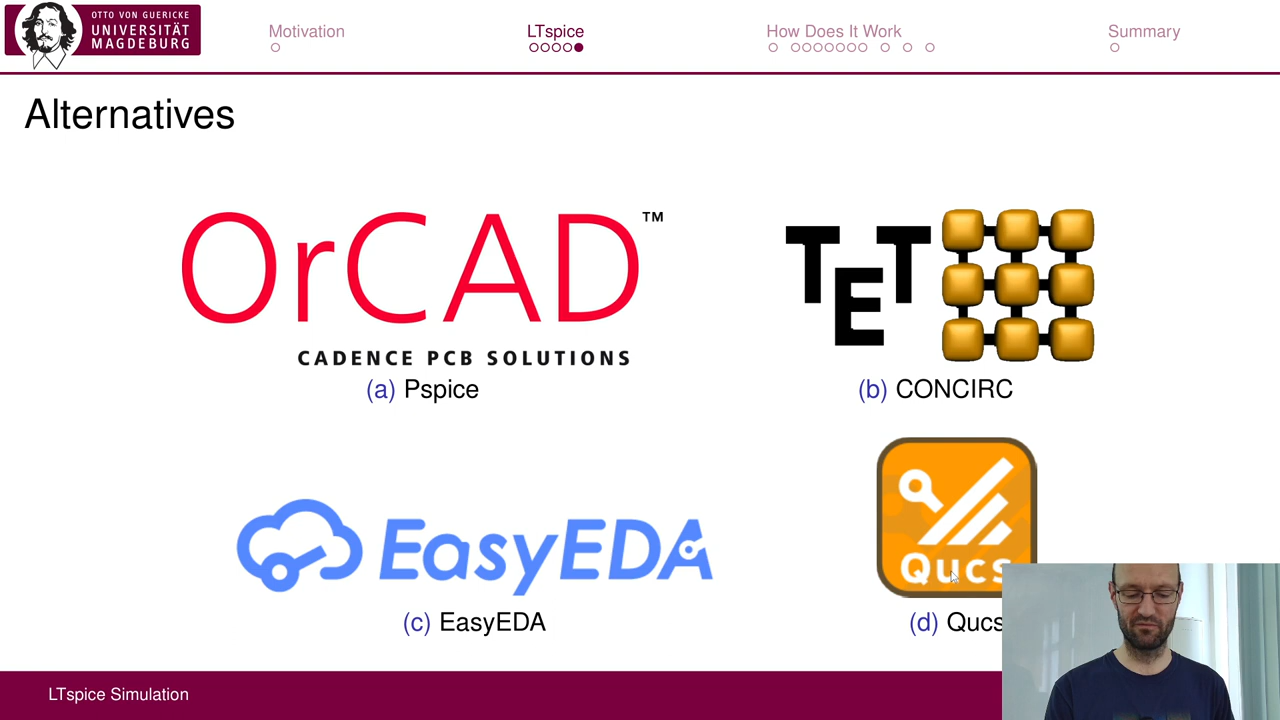 OTTO VON GUERICKE
UNIVERSITÄT
MAGDEBURG
Motivation
LTspice
How Does It Work
Summary
Alternatives
OrCAD™
CADENCE PCB SOLUTIONS
(a) Pspice
TET
(b) CONCIRC
EasyEDA
(c) EasyEDA
Qucs
(d) Qucs
LTspice Simulation